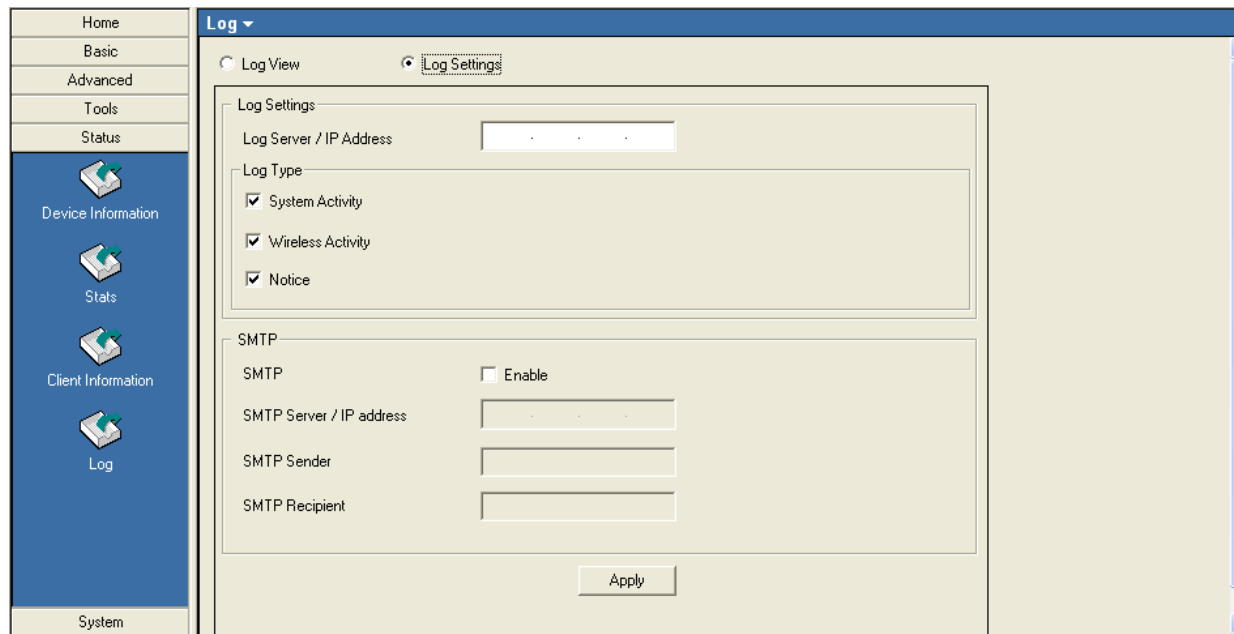 Home
Basic
Advanced
Tools
Status
Device Information
Stats
Client Information
Log
System
Log
Log View
Log Settings
Log Settings
Log Server / IP Address
Log Type
System Activity
Wireless Activity
Notice
SMTP
SMTP
Enable
SMTP Server / IP address
SMTP Sender
SMTP Recipient
Apply